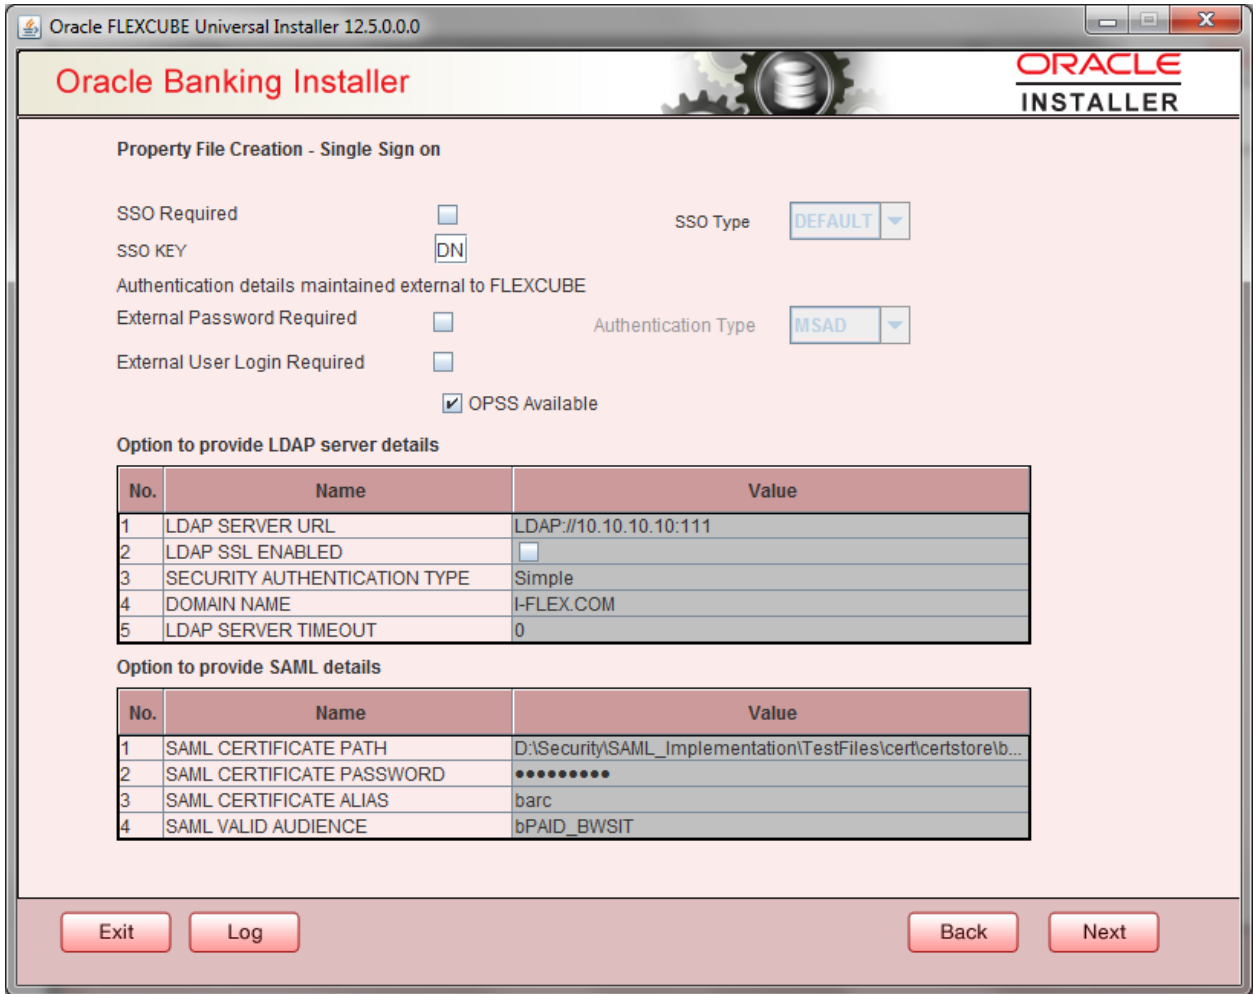 Oracle FLEXCUBE Universal Installer 12.5.0.0.0
Oracle Banking Installer
ORACLE
INSTALLER
Property File Creation - Single Sign on
SSO Required
SSO Type DEFAULT
SSO KEY DN
Authentication details maintained external to FLEXCUBE
External Password Required Authentication Type MSAD
External User Login Required
OPSS Available
Option to provide LDAP server details
No. Name Value
1 LDAP SERVER URL LDAP://10.10.10.10:111
2 LDAP SSL ENABLED
3 SECURITY AUTHENTICATION TYPE Simple
4 DOMAIN NAME I-FLEX.COM
5 LDAP SERVER TIMEOUT 0
Option to provide SAML details
No. Name Value
1 SAML CERTIFICATE PATH D:\Security\SAML_Implementation\TestFiles\cert\certstore\b...
2 SAML CERTIFICATE PASSWORD •••••••••
3 SAML CERTIFICATE ALIAS barc
4 SAML VALID AUDIENCE bPAID_BWSIT
Exit Log Back Next